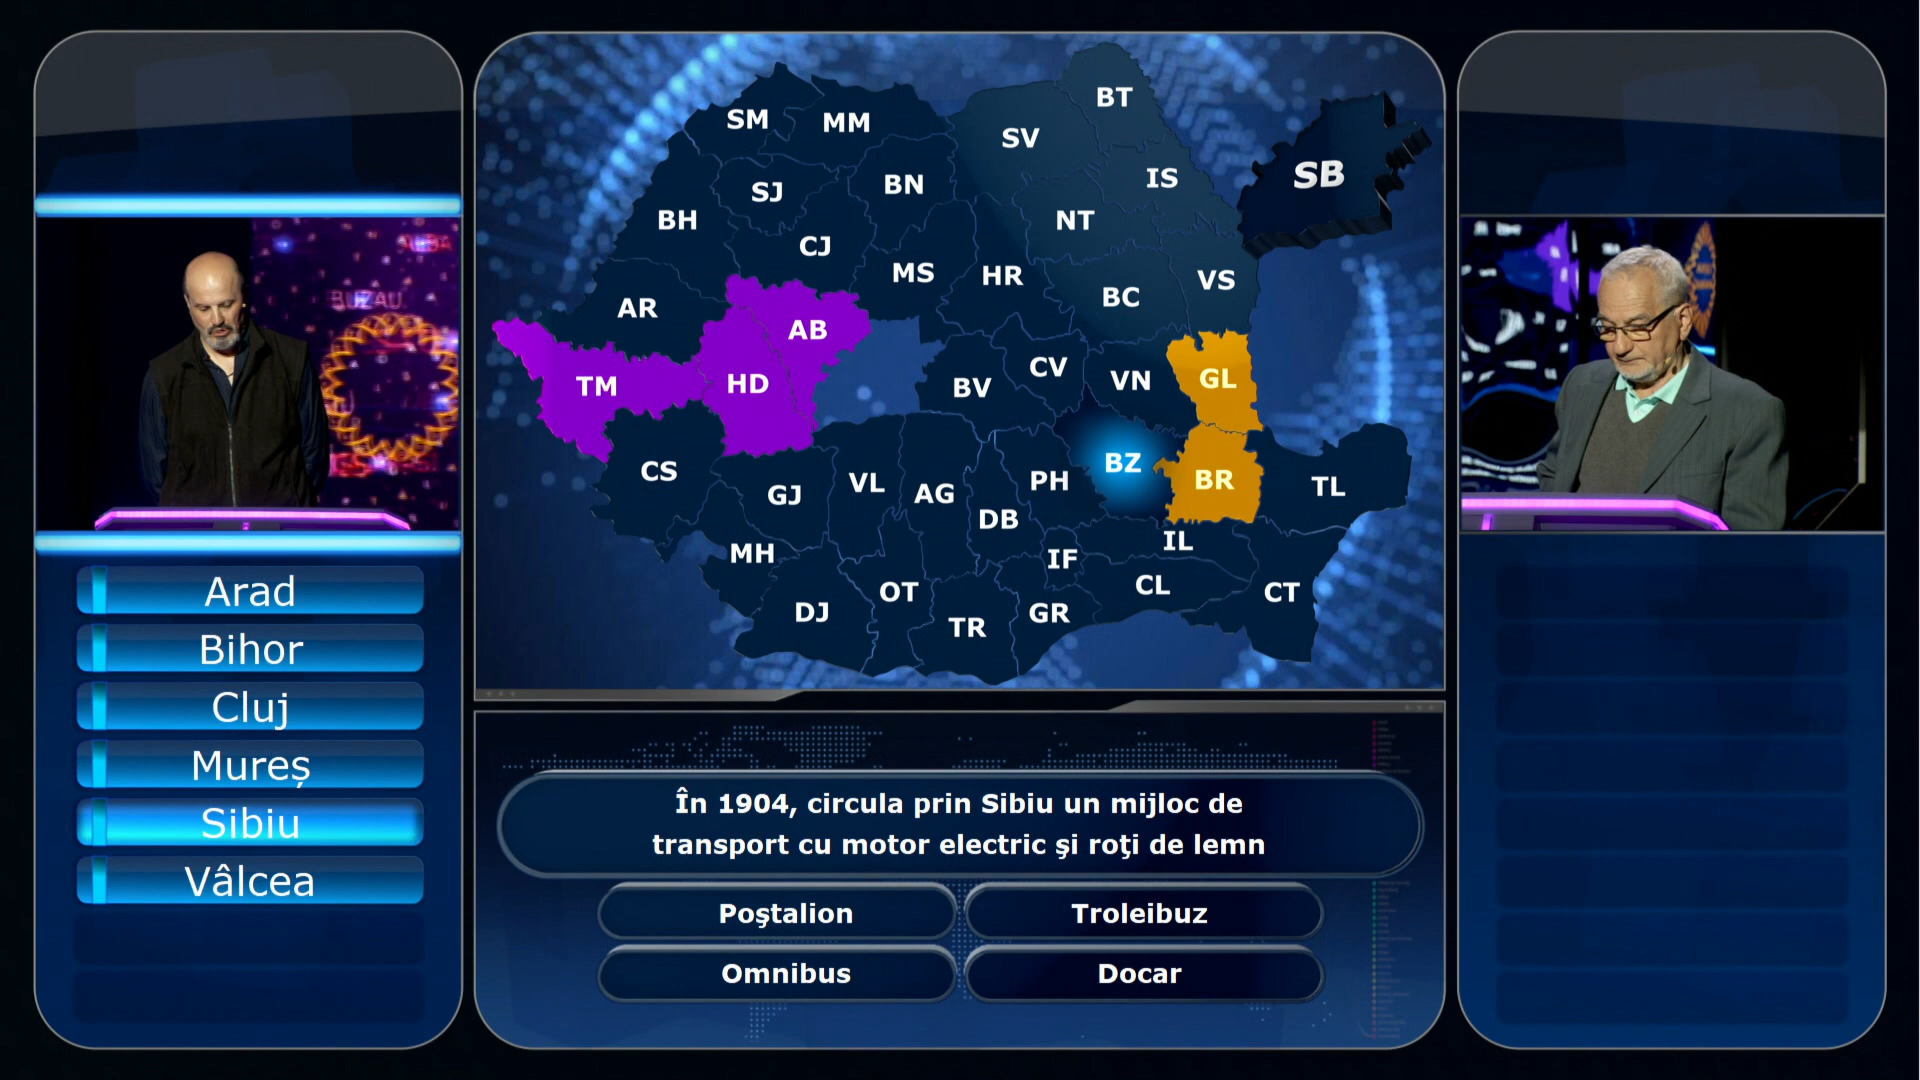 SM
MM
SV
BT
SB
SJ
BN
IS
BH
CJ
NT
MS
HR
VS
AR
BC
AB
TM
HD
BV
CV
VN
GL
CS
GJ
VL
AG
PH
BZ
BR
TL
DB
MH
IF
IL
OT
CL
CT
DJ
TR
GR
BUZAU
Arad
Bihor
Cluj
Mureș
Sibiu
Vâlcea
În 1904, circula prin Sibiu un mijloc de
transport cu motor electric şi roţi de lemn
Poştalion
Troleibuz
Omnibus
Docar